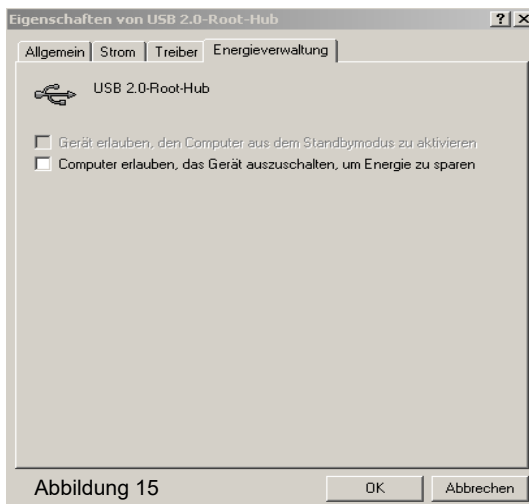 Eigenschaften von USB 2.0-Root-Hub
Allgemein Strom Treiber Energieverwaltung
USB 2.0-Root-Hub
Gerät erlauben, den Computer aus dem Standbymodus zu aktivieren
Computer erlauben, das Gerät auszuschalten, um Energie zu sparen
Abbildung 15 OK Abbrechen